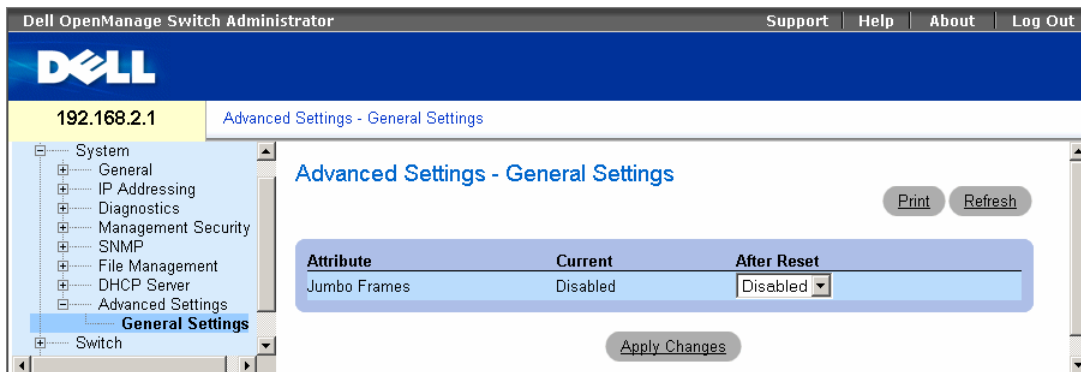 Dell OpenManage Switch Administrator Support Help About Log Out
DELL
192.168.2.1 Advanced Settings - General Settings
System
General
IP Addressing
Diagnostics
Management Security
SNMP
File Management
DHCP Server
Advanced Settings
General Settings
Switch
Advanced Settings - General Settings
Print Refresh
Attribute Current After Reset
Jumbo Frames Disabled Disabled
Apply Changes